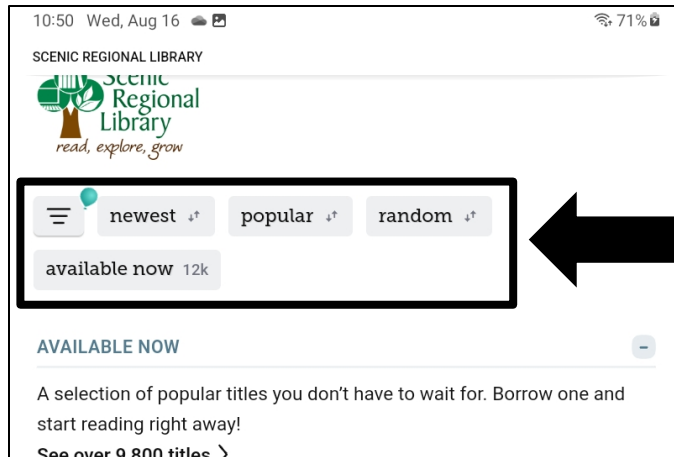 10:50 Wed, Aug 16 71%
SCENIC REGIONAL LIBRARY
Scenic
Regional
Library
read, explore, grow
newest popular random
available now 12k
AVAILABLE NOW
A selection of popular titles you don’t have to wait for. Borrow one and
start reading right away!
See over 9,800 titles